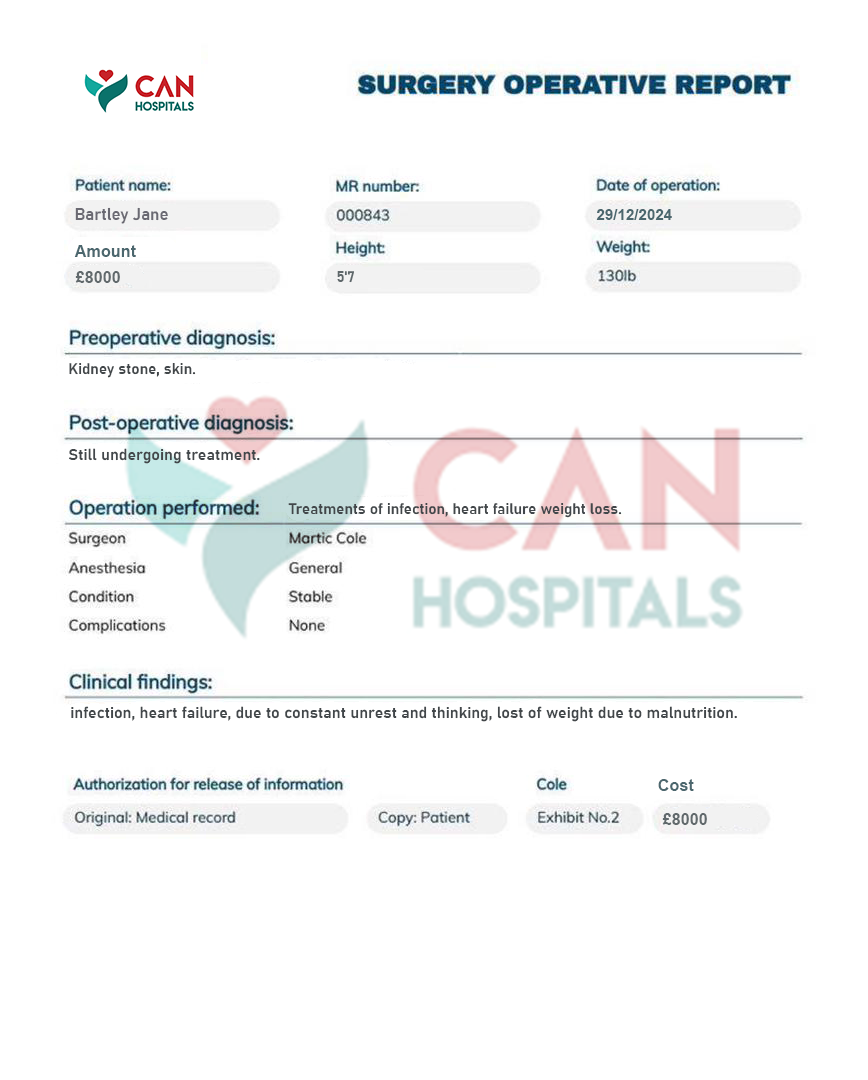 CAN
HOSPITALS
SURGERY OPERATIVE REPORT
Patient name: MR number: Date of operation:
Bartley Jane 000843 29/12/2024
Amount Height: Weight:
£8000 5'7 130lb
Preoperative diagnosis:
Kidney stone, skin.
Post-operative diagnosis:
Still undergoing treatment.
Operation performed: Treatments of infection, heart failure weight loss.
Surgeon Martic Cole
Anesthesia General
Condition Stable
Complications None
CAN
HOSPITALS
Clinical findings:
infection, heart failure, due to constant unrest and thinking, lost of weight due to malnutrition.
Authorization for release of information Cole Cost
Original: Medical record Copy: Patient Exhibit No.2 £8000